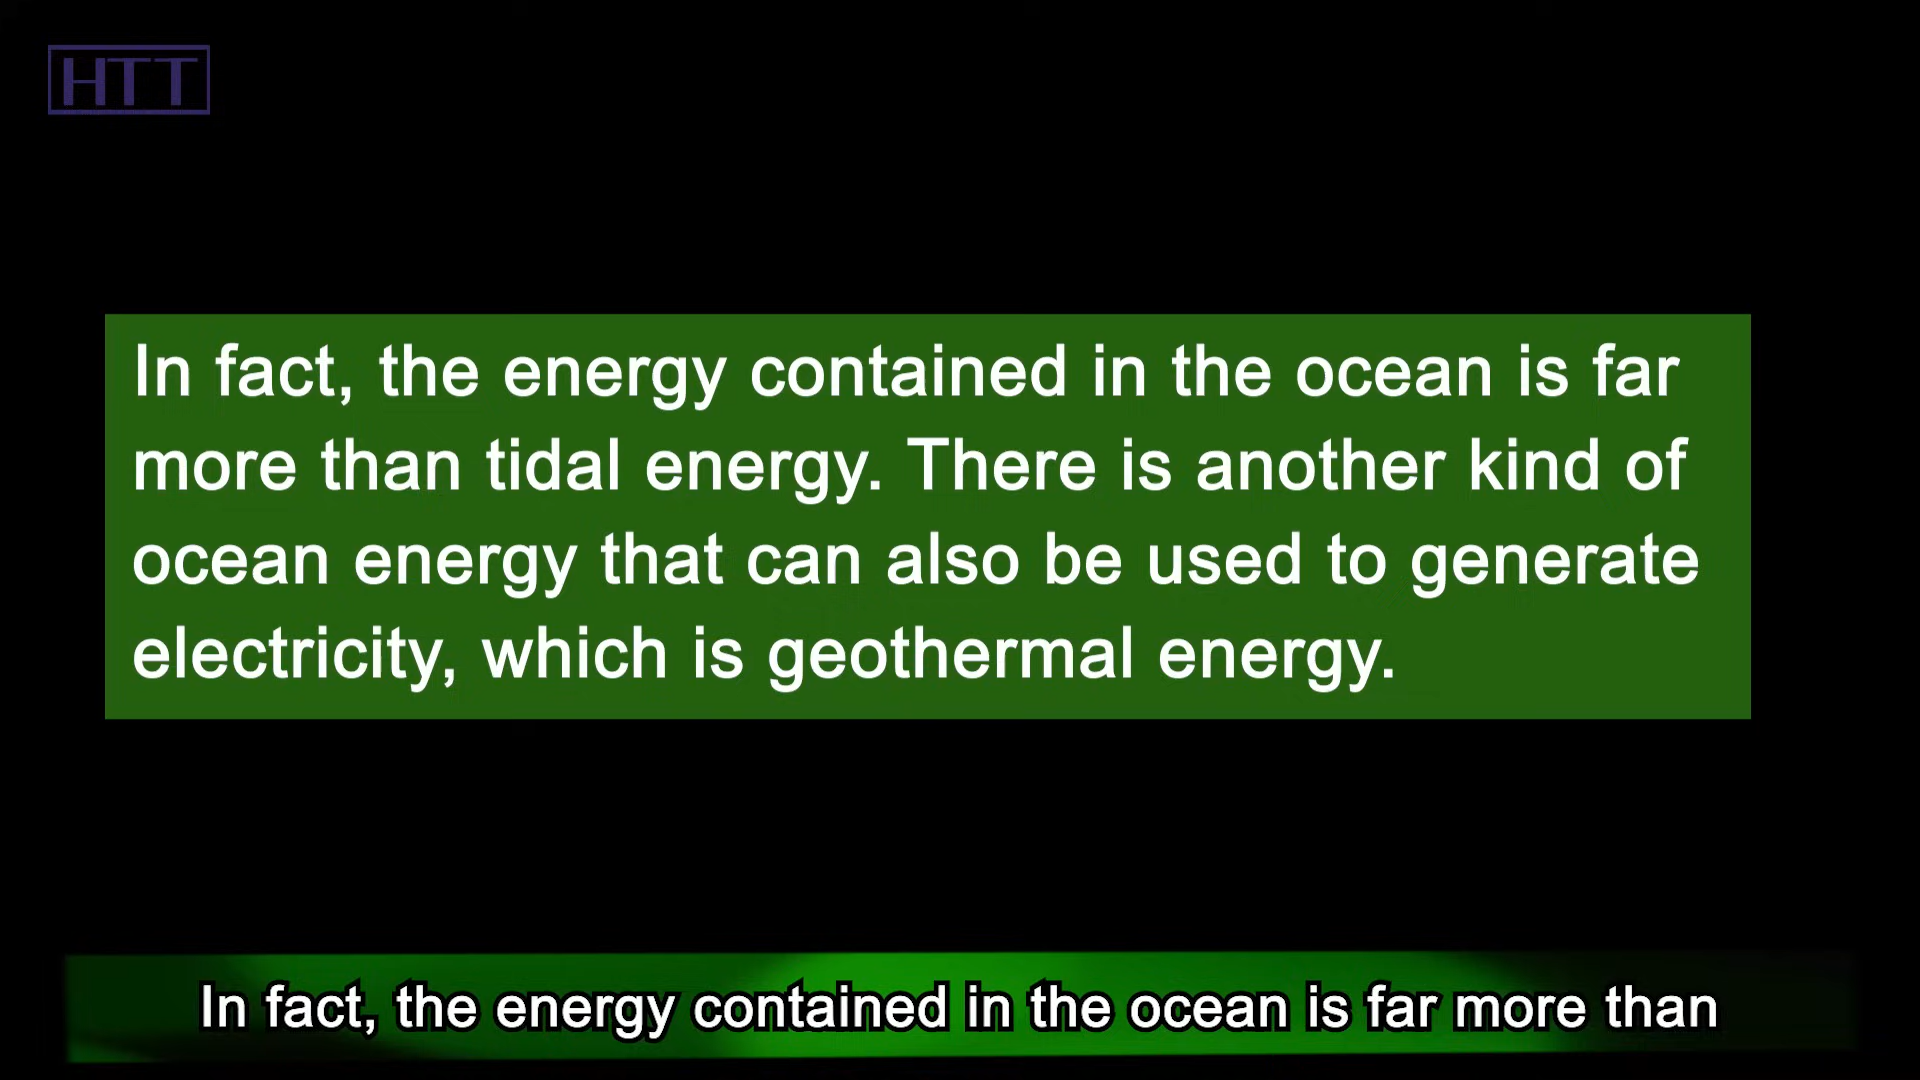 HTT
In fact, the energy contained in the ocean is far
more than tidal energy. There is another kind of
ocean energy that can also be used to generate
electricity, which is geothermal energy.
In fact, the energy contained in the ocean is far more than